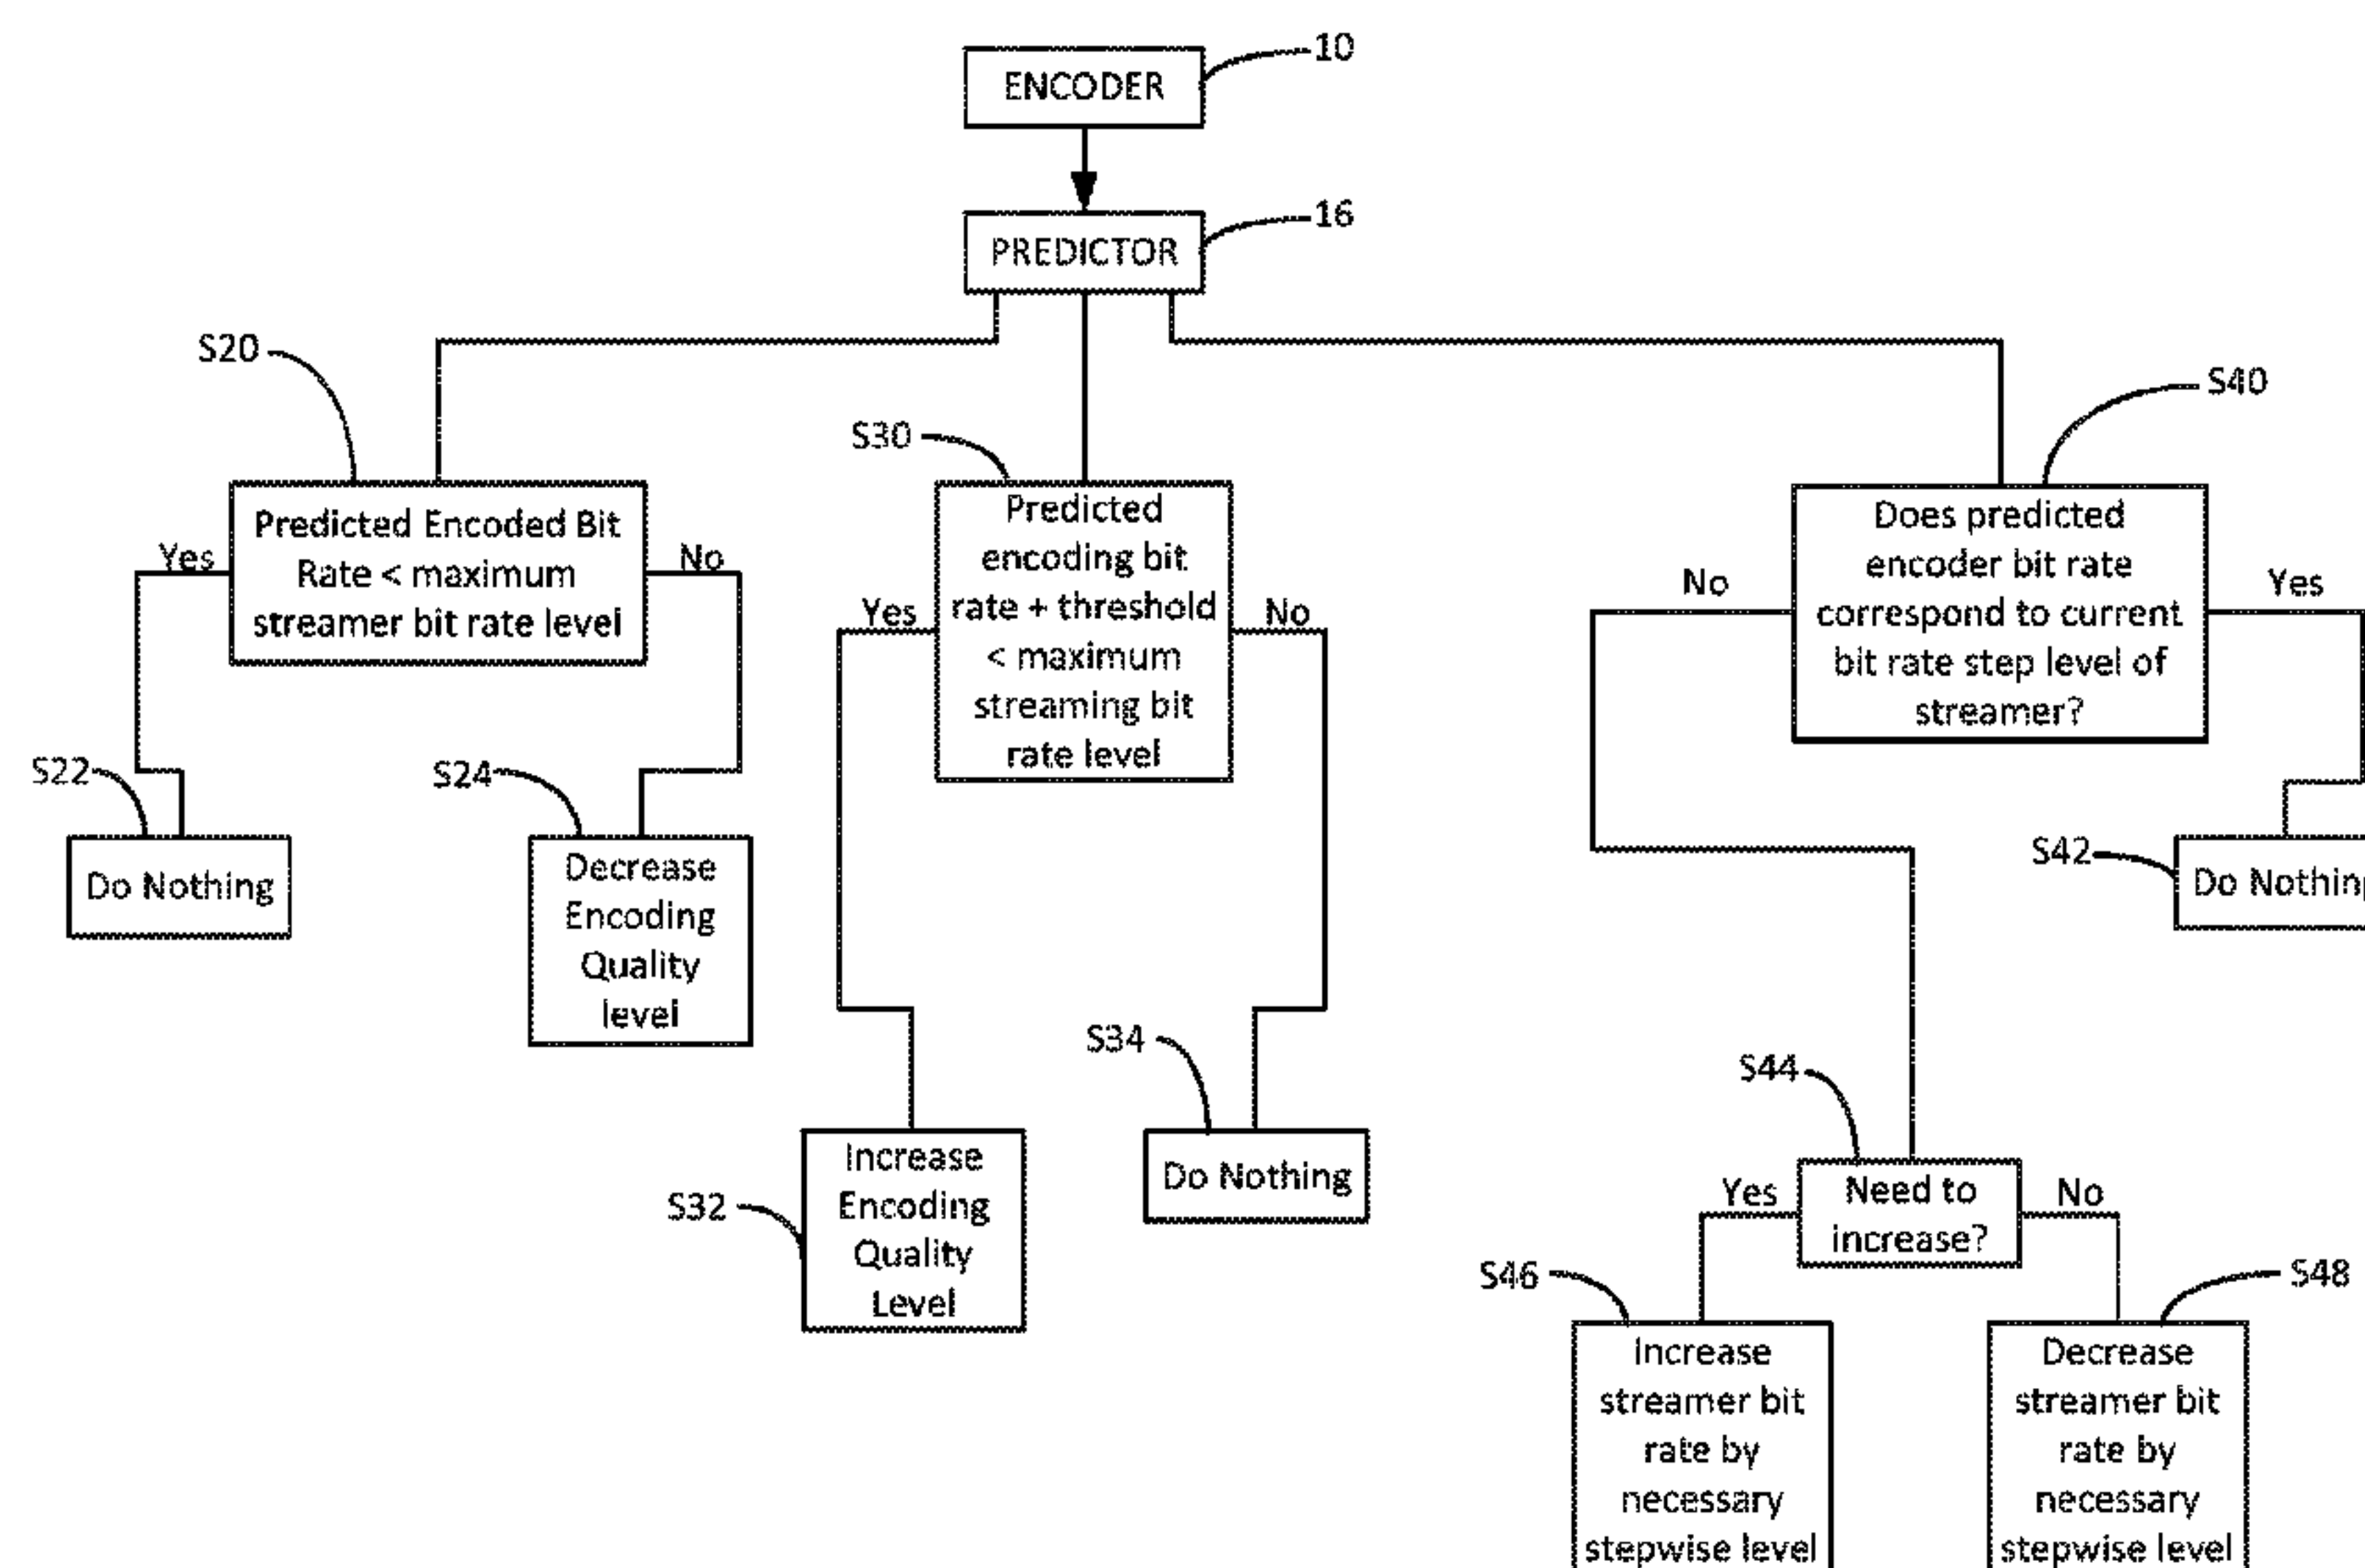 ENCODER
10
PREDICTOR
16
S20
S30
S40
Predicted Encoded Bit
Rate < maximum
streamer bit rate level
Yes
No
Predicted
encoding bit
rate + threshold
< maximum
streaming bit
rate level
Yes
No
Does predicted
encoder bit rate
correspond to current
bit rate step level of
streamer?
No
Yes
S22
Do Nothing
S24
Decrease
Encoding
Quality
level
S42
Do Nothing
S32
Increase
Encoding
Quality
Level
S34
Do Nothing
S44
Need to
increase?
Yes
No
S46
Increase
streamer bit
rate by
necessary
stepwise level
S48
Decrease
streamer bit
rate by
necessary
stepwise level